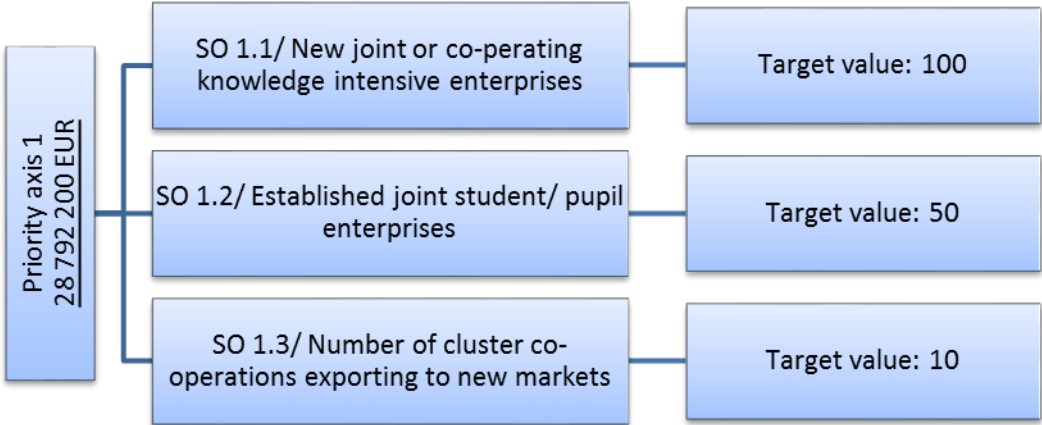 Priority axis 1
28 792 200 EUR
SO 1.1/ New joint or co-perating
knowledge intensive enterprises
Target value: 100
SO 1.2/ Established joint student/ pupil
enterprises
Target value: 50
SO 1.3/ Number of cluster co-
operations exporting to new markets
Target value: 10